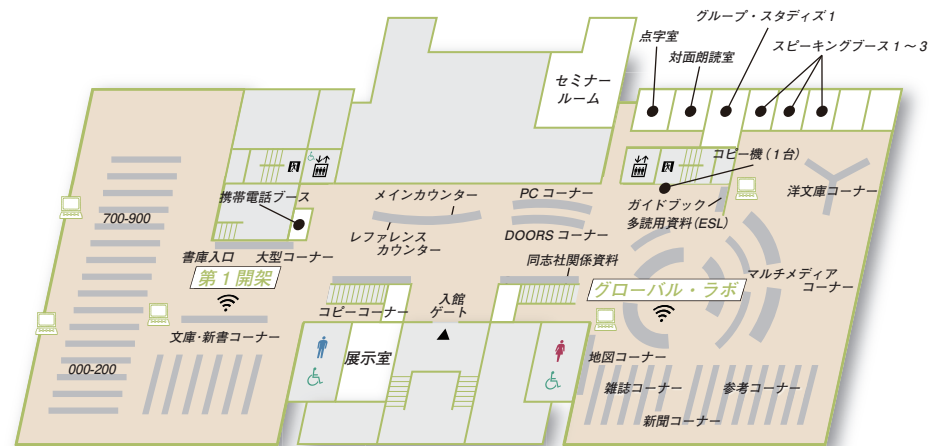 グループ・スタディズ 1
点字室
スピーキングブース 1 〜 3
対面朗読室
セミナー
ルーム
コピー機 (1 台)
洋文庫コーナー
携帯電話ブース
メインカウンター
PC コーナー
ガイドブック
多読用資料(ESL)
700-900
レファレンス
カウンター
DOORS コーナー
書庫入口
大型コーナー
同志社関係資料
マルチメディア
コーナー
第 1 開架
グローバル・ラボ
コピーコーナー
入館
ゲート
文庫・新書コーナー
展示室
地図コーナー
000-200
雑誌コーナー
参考コーナー
新聞コーナー